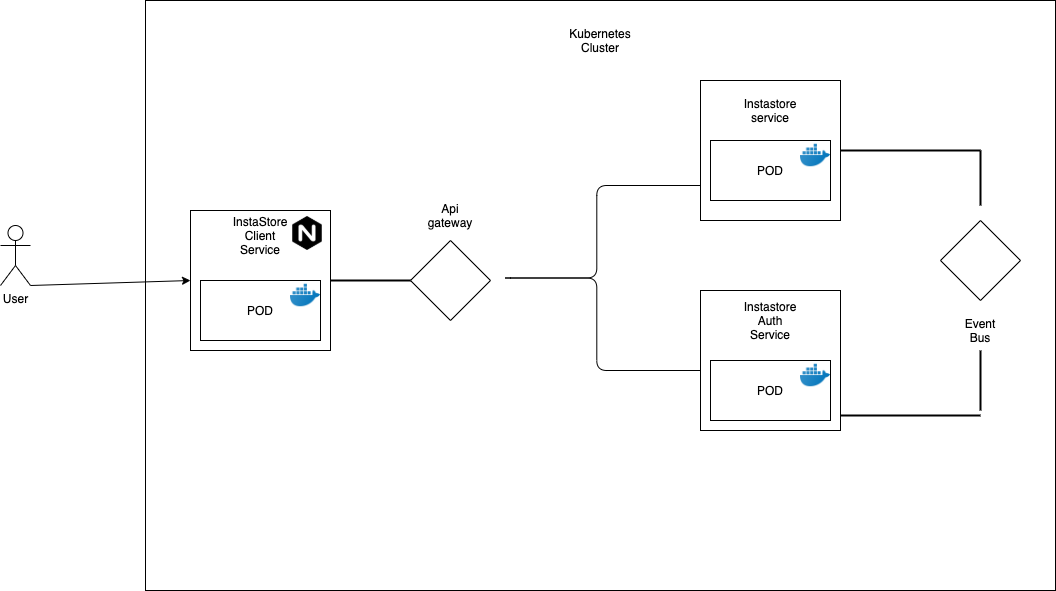 Kubernetes
Cluster
Instastore
service
POD
Api
gateway
InstaStore
Client
Service
N
POD
User
Instastore
Auth
Service
POD
Event
Bus